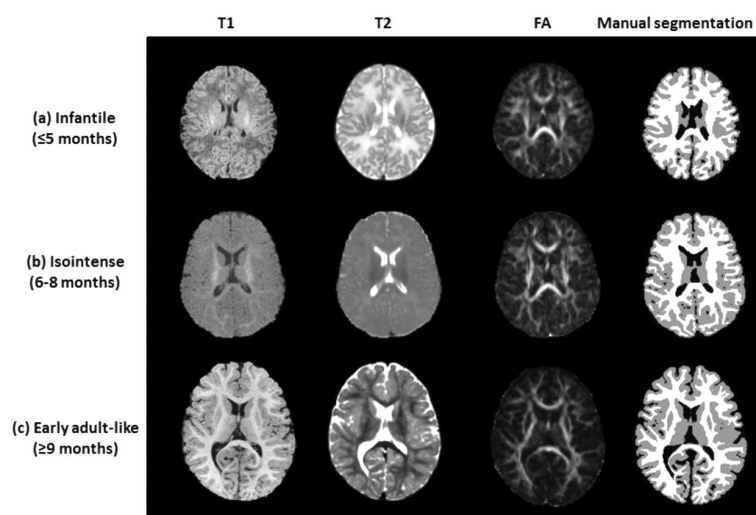 T1 T2 FA Manual segmentation
(a) Infantile
(≤5 months)
(b) Isointense
(6-8 months)
(c) Early adult-like
(≥9 months)